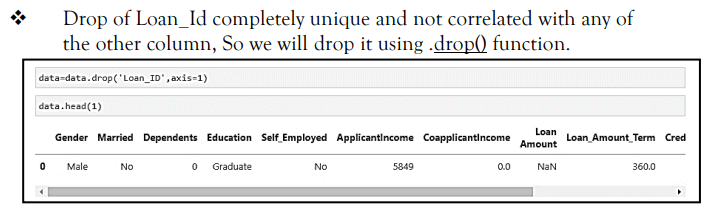 ❖ Drop of Loan_Id completely unique and not correlated with any of
the other column, So we will drop it using .drop() function.
data=data.drop('Loan_ID',axis=1)
data.head(1)
Gender Married Dependents Education Self_Employed ApplicantIncome CoapplicantIncome Loan Amount Loan_Amount_Term Cred
0 Male No 0 Graduate No 5849 0.0 NaN 360.0